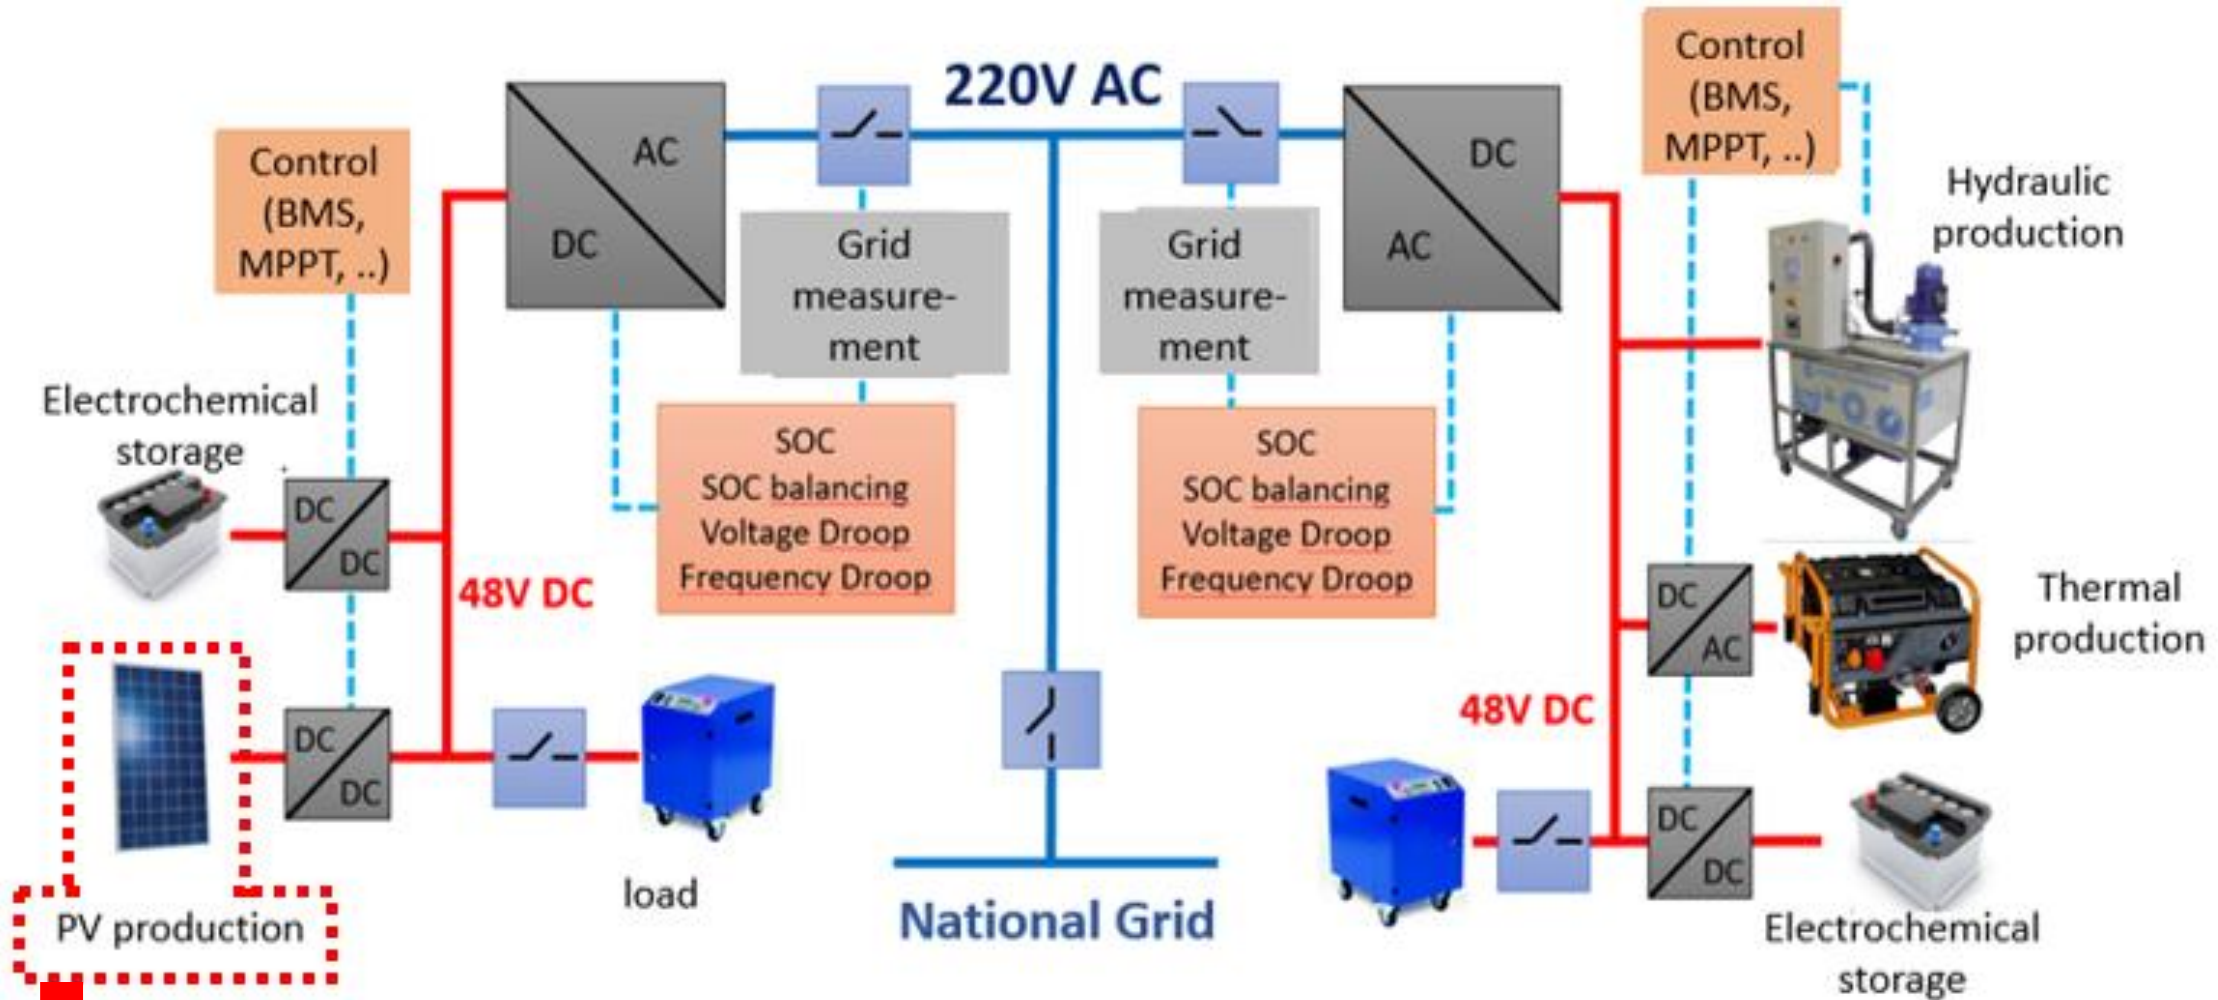 220V AC
Control
(BMS,
MPPT, ..)
AC
DC
Grid
measure-
ment
Grid
measure-
ment
DC
AC
Control
(BMS,
MPPT, ..)
Hydraulic
production
Electrochemical
storage
DC
DC
48V DC
SOC
SOC balancing
Voltage Droop
Frequency Droop
SOC
SOC balancing
Voltage Droop
Frequency Droop
DC
AC
Thermal
production
DC
DC
PV production
load
National Grid
48V DC
DC
DC
Electrochemical
storage